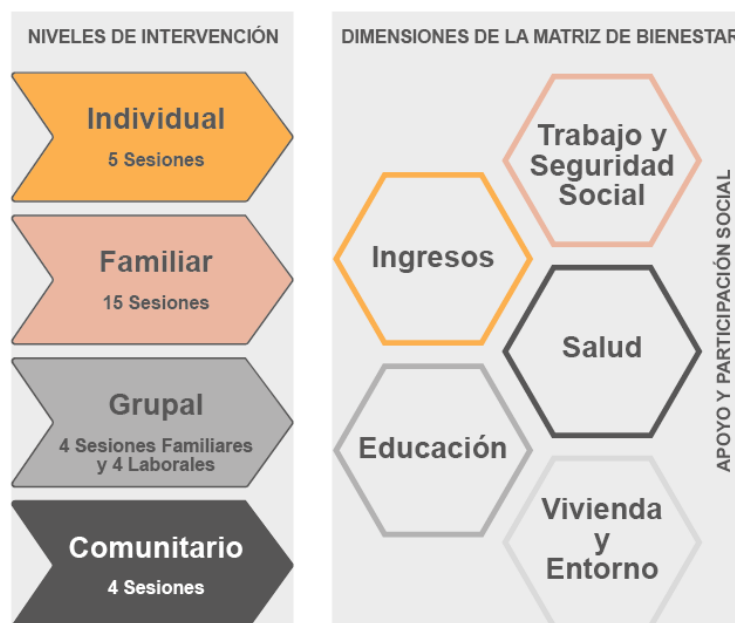 NIVELES DE INTERVENCIÓN
Individual
5 Sesiones
Familiar
15 Sesiones
Grupal
4 Sesiones Familiares
y 4 Laborales
Comunitario
4 Sesiones
DIMENSIONES DE LA MATRIZ DE BIENESTAR
Trabajo y
Seguridad
Social
Ingresos
Salud
Educación
Vivienda
y
Entorno
APOYO Y PARTICIPACIÓN SOCIAL